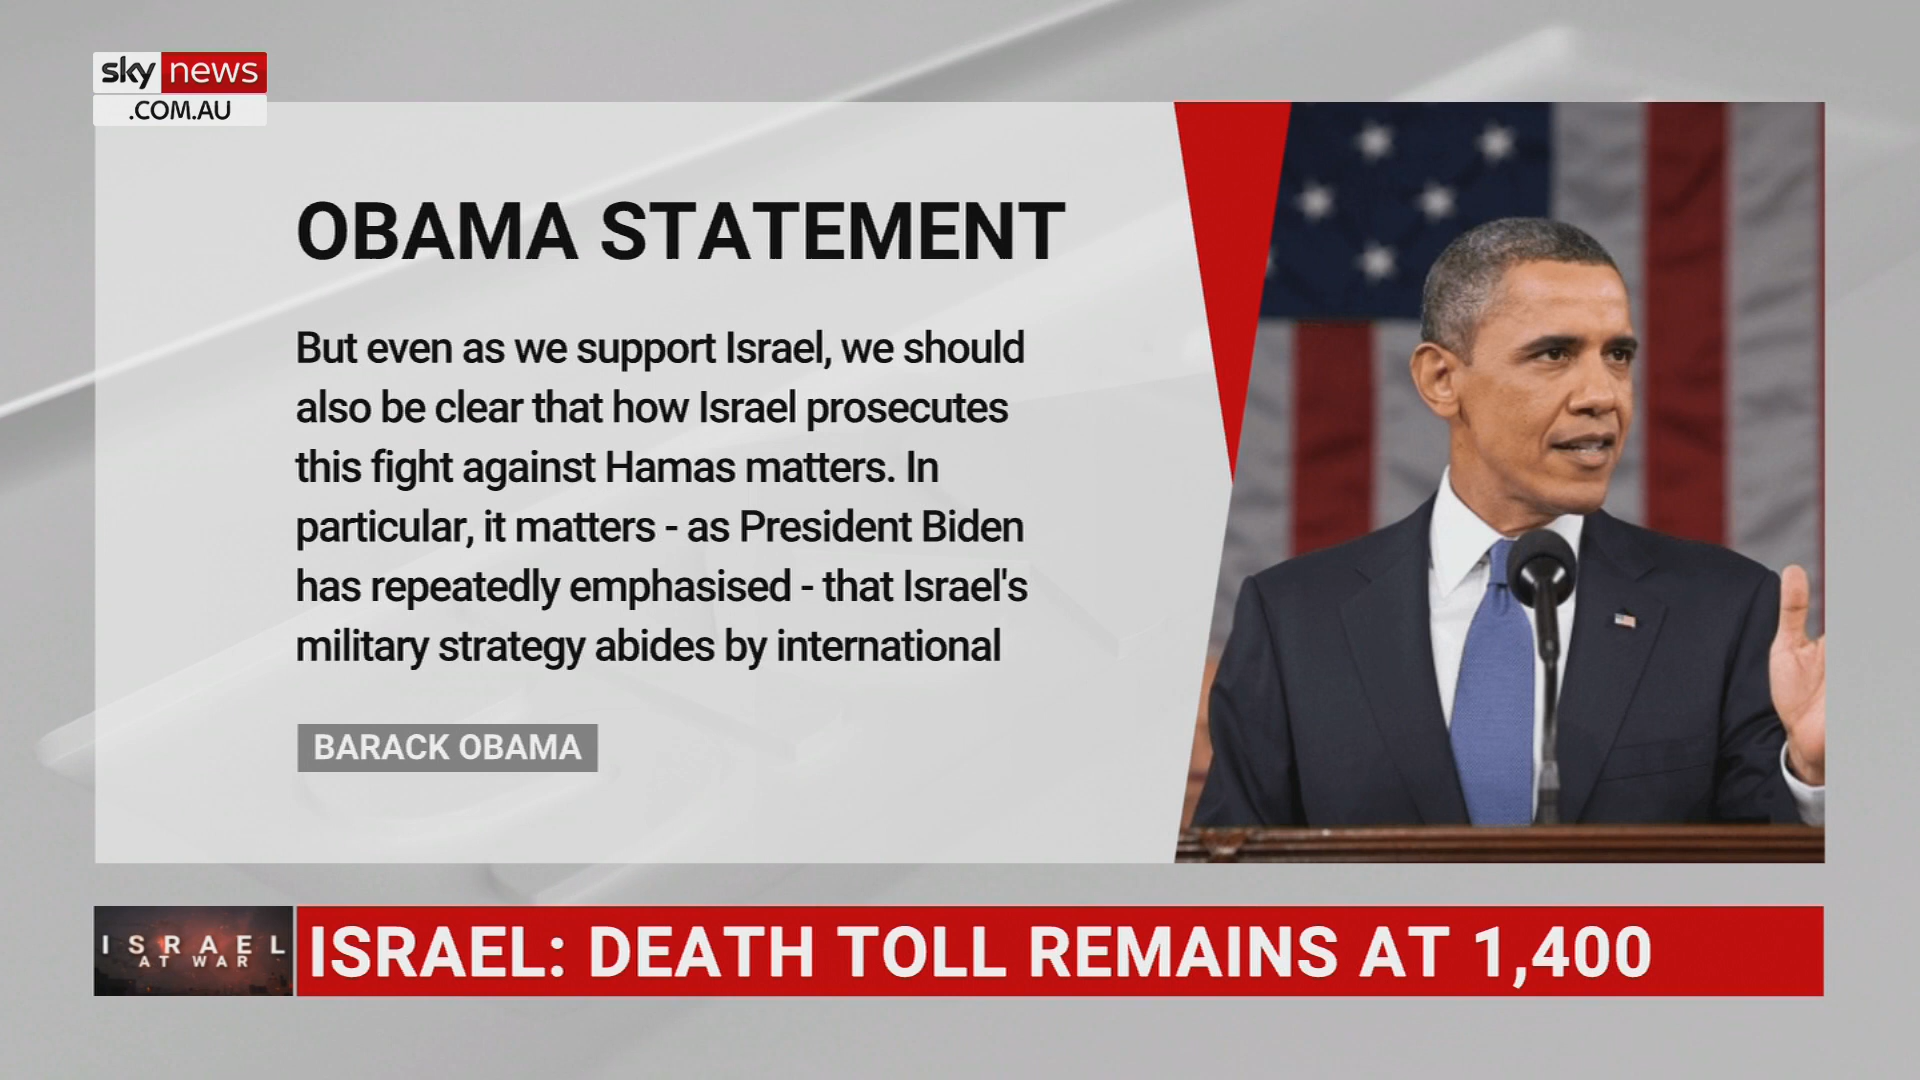 sky news
.COM.AU
OBAMA STATEMENT
But even as we support Israel, we should
also be clear that how Israel prosecutes
this fight against Hamas matters. In
particular, it matters - as President Biden
has repeatedly emphasised - that Israel's
military strategy abides by international
BARACK OBAMA
ISRAEL
AT WAR
ISRAEL: DEATH TOLL REMAINS AT 1,400